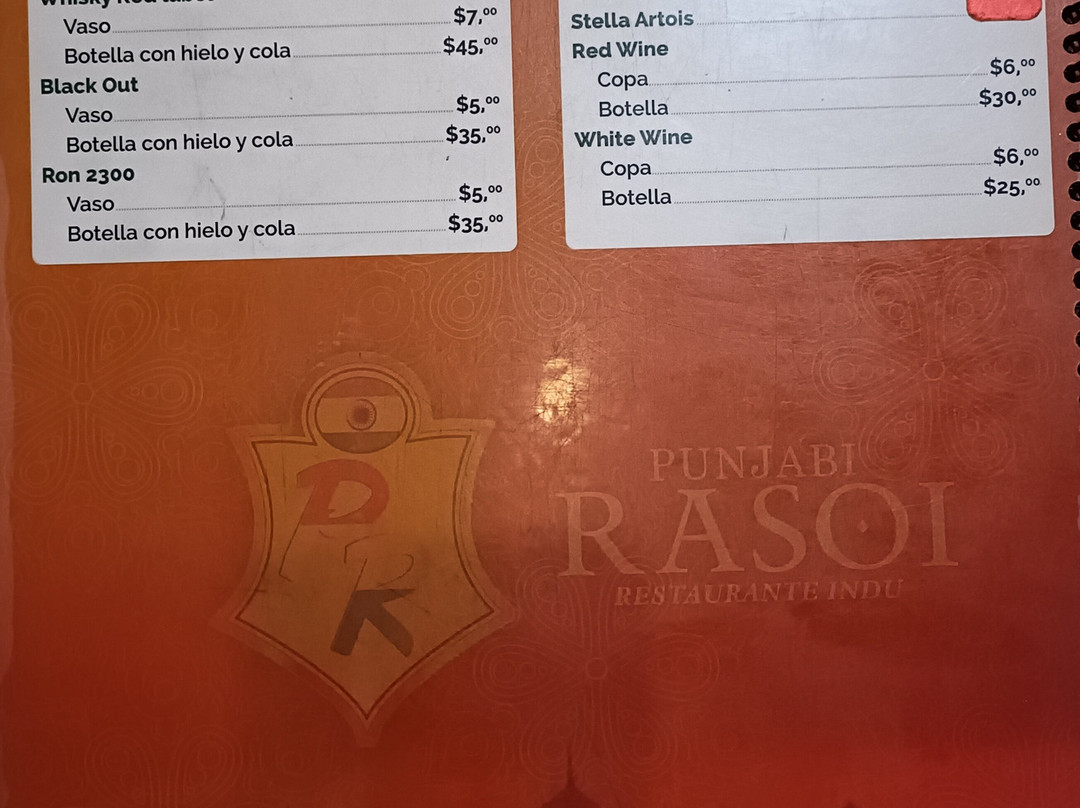 Vaso $7,00
Botella con hielo y cola $45,00
Black Out
Vaso $5,00
Botella con hielo y cola $35,00
Ron 2300
Vaso $5,00
Botella con hielo y cola $35,00
Stella Artois
Red Wine
Copa $6,00
Botella $30,00
White Wine
Copa $6,00
Botella $25,00
PUNJABI
RASOI
RESTAURANTE INDU
P
R
K